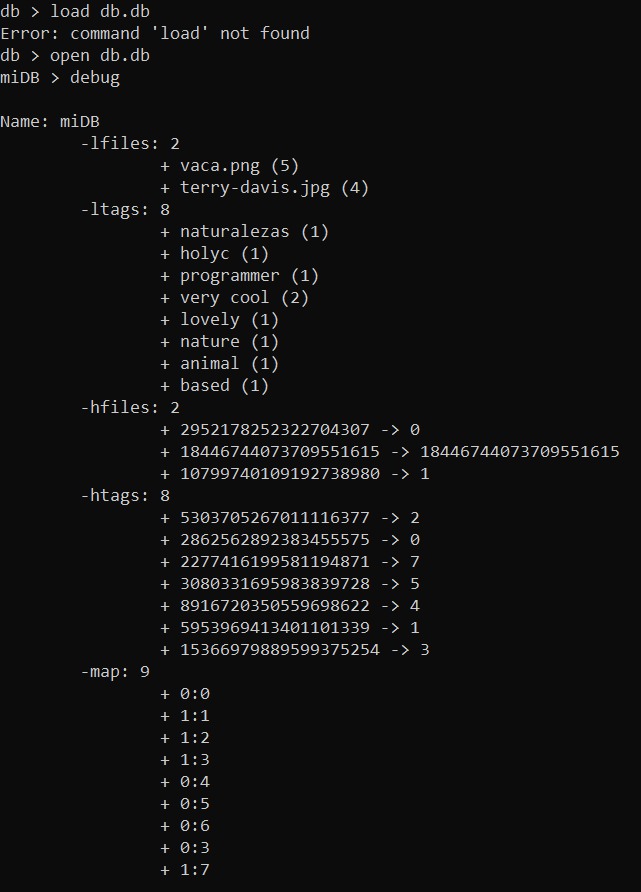 db > load db.db
Error: command 'load' not found
db > open db.db
miDB > debug
Name: miDB
-lfiles: 2
+ vaca.png (5)
+ terry-davis.jpg (4)
-ltags: 8
+ naturalezas (1)
+ holyc (1)
+ programmer (1)
+ very cool (2)
+ lovely (1)
+ nature (1)
+ animal (1)
+ based (1)
-hfiles: 2
+ 2952178252322704307 -> 0
+ 18446744073709551615 -> 18446744073709551615
+ 10799740109192738980 -> 1
-htags: 8
+ 5303705267011116377 -> 2
+ 2862562892383455575 -> 0
+ 2277416199581194871 -> 7
+ 3080331695983839728 -> 5
+ 8916720350559698622 -> 4
+ 5953969413401101339 -> 1
+ 15366979889599375254 -> 3
-map: 9
+ 0:0
+ 1:1
+ 1:2
+ 1:3
+ 0:4
+ 0:5
+ 0:6
+ 0:3
+ 1:7